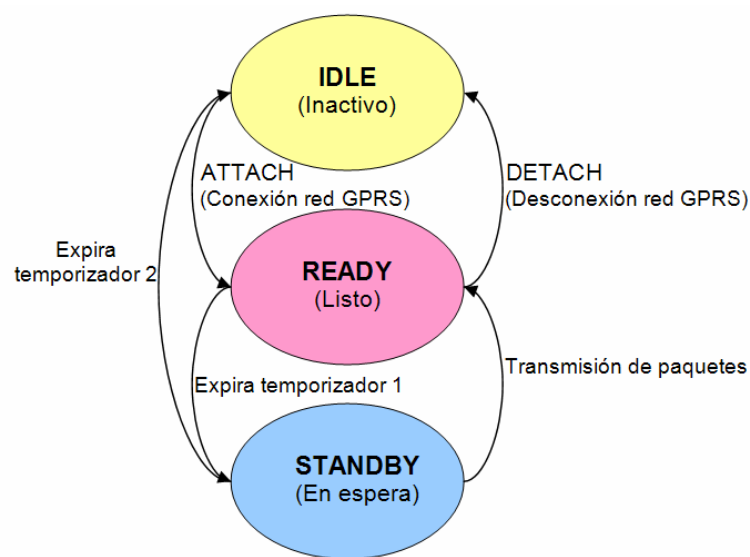 IDLE
(Inactivo)
ATTACH
(Conexión red GPRS)
DETACH
(Desconexión red GPRS)
Expira
temporizador 2
READY
(Listo)
Expira temporizador 1
Transmisión de paquetes
STANDBY
(En espera)